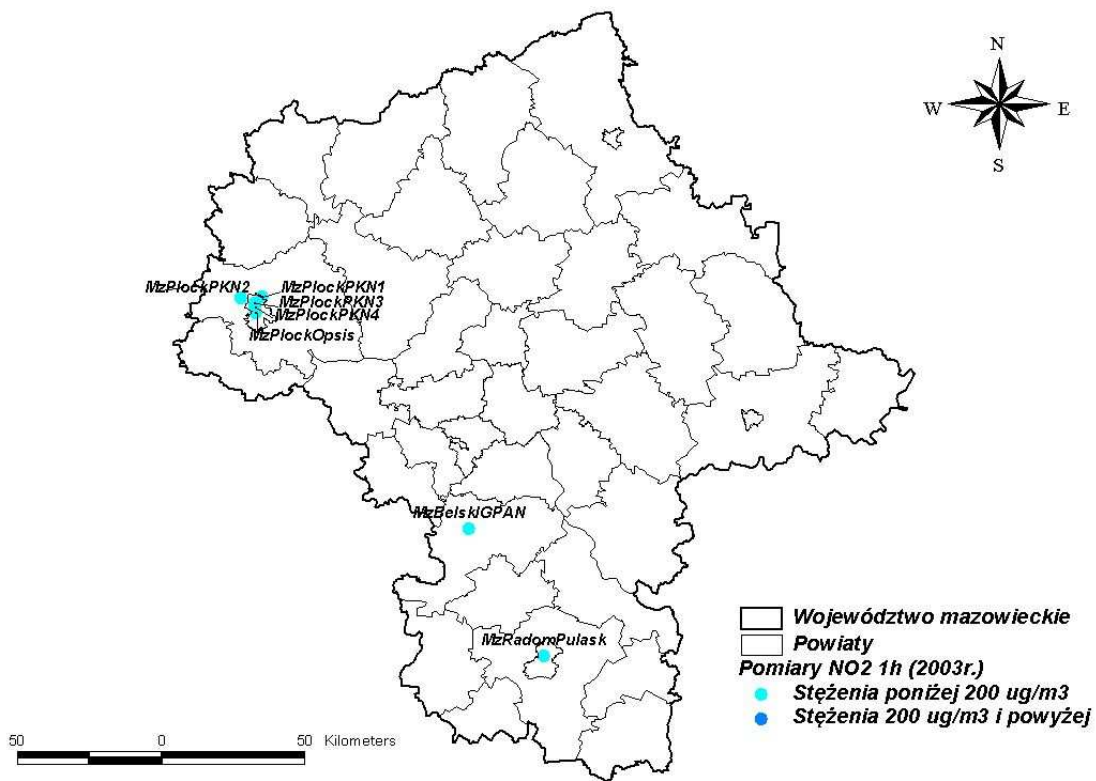 N
W E
S
MzPlockPKN2 MzPlockPKN1
MzPlockPKN3
MzPlockPKN4
MzPlockOpsis
MzBelskIGPAN
MzRadomPulask
Województwo mazowieckie
Powiaty
Pomiary NO2 1h (2003r.)
Stężenia poniżej 200 ug/m3
Stężenia 200 ug/m3 i powyżej
50 0 50 Kilometers